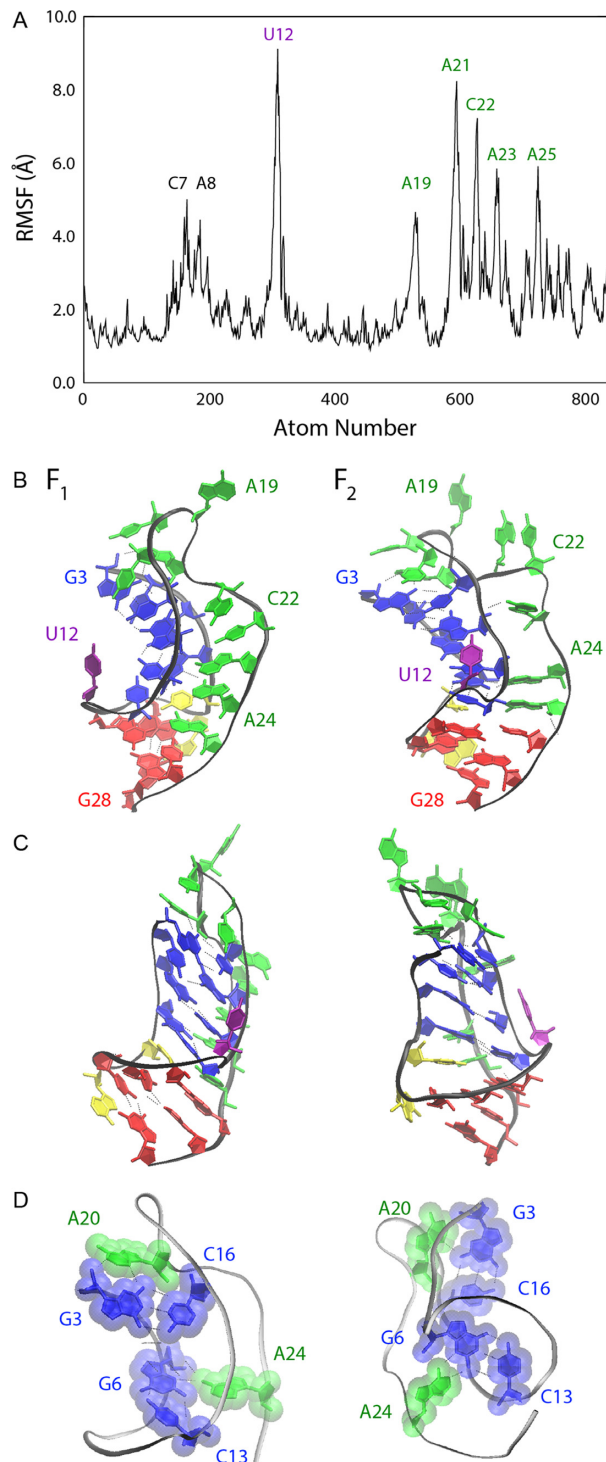 A
10.0
U12
A21
8.0
C22
A23
A25
6.0
C7 A8
A19
RMSF (Å)
4.0
2.0
0.0
0 200 400 600 800
Atom Number
B F1 F2
A19 A19
C22
G3 G3
C22
U12 A24
U12
A24
G28 G28
C
D
A20 A20 G3
C16
G3 C16
G6
G6 A24
A24 C13
C13